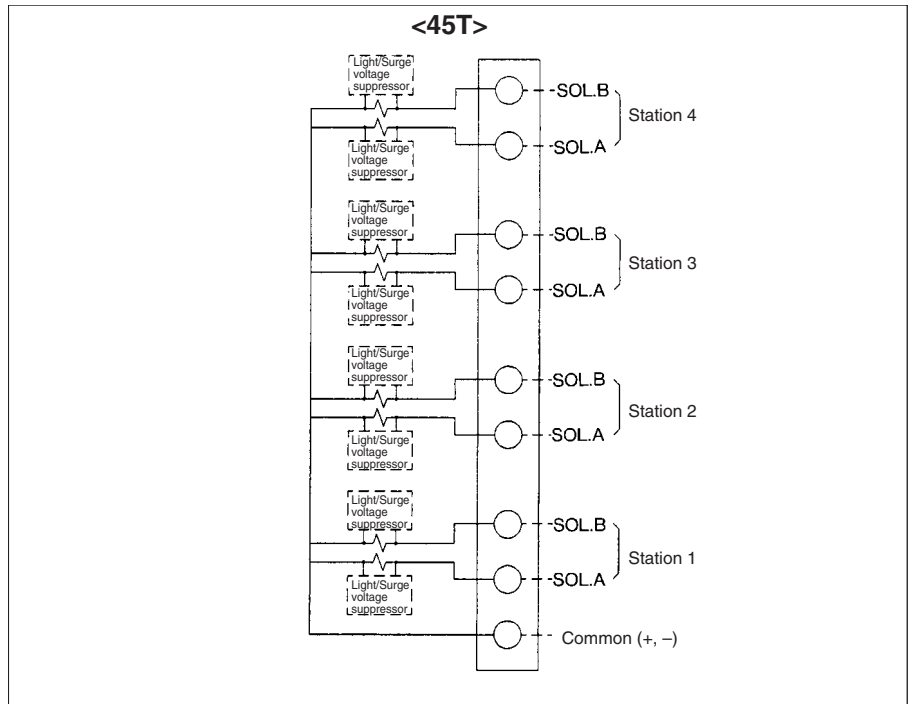 <45T>
Light/Surge
voltage
suppressor
SOL.B
Station 4
SOL.A
Light/Surge
voltage
suppressor
Light/Surge
voltage
suppressor
SOL.B
Station 3
SOL.A
Light/Surge
voltage
suppressor
Light/Surge
voltage
suppressor
SOL.B
Station 2
SOL.A
Light/Surge
voltage
suppressor
Light/Surge
voltage
suppressor
SOL.B
Station 1
SOL.A
Light/Surge
voltage
suppressor
Common (+, –)